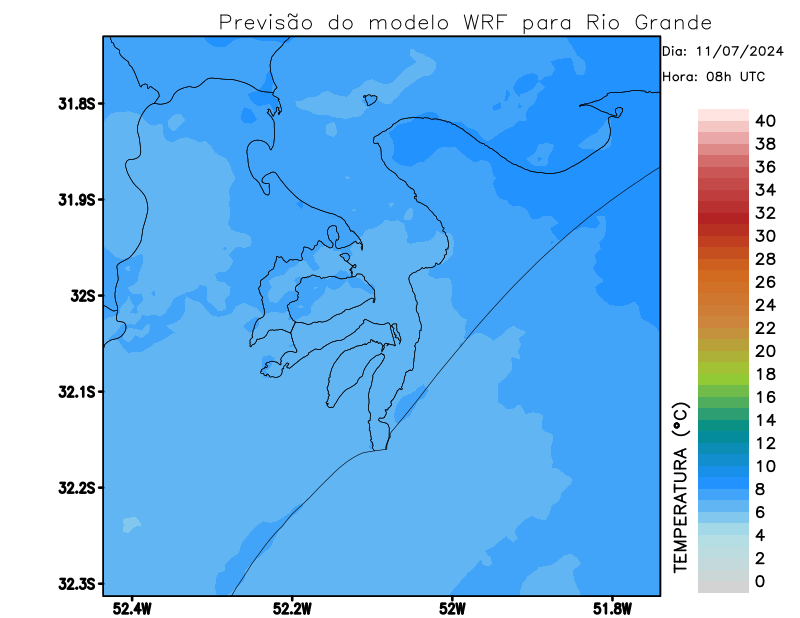 Previsão do modelo WRF para Rio Grande
Dia: 11/07/2024
Hora: 08h UTC
31.8S
31.9S
32S
32.1S
32.2S
32.3S
52.4W
52.2W
52W
51.8W
TEMPERATURA (°C)
40
38
36
34
32
30
28
26
24
22
20
18
16
14
12
10
8
6
4
2
0